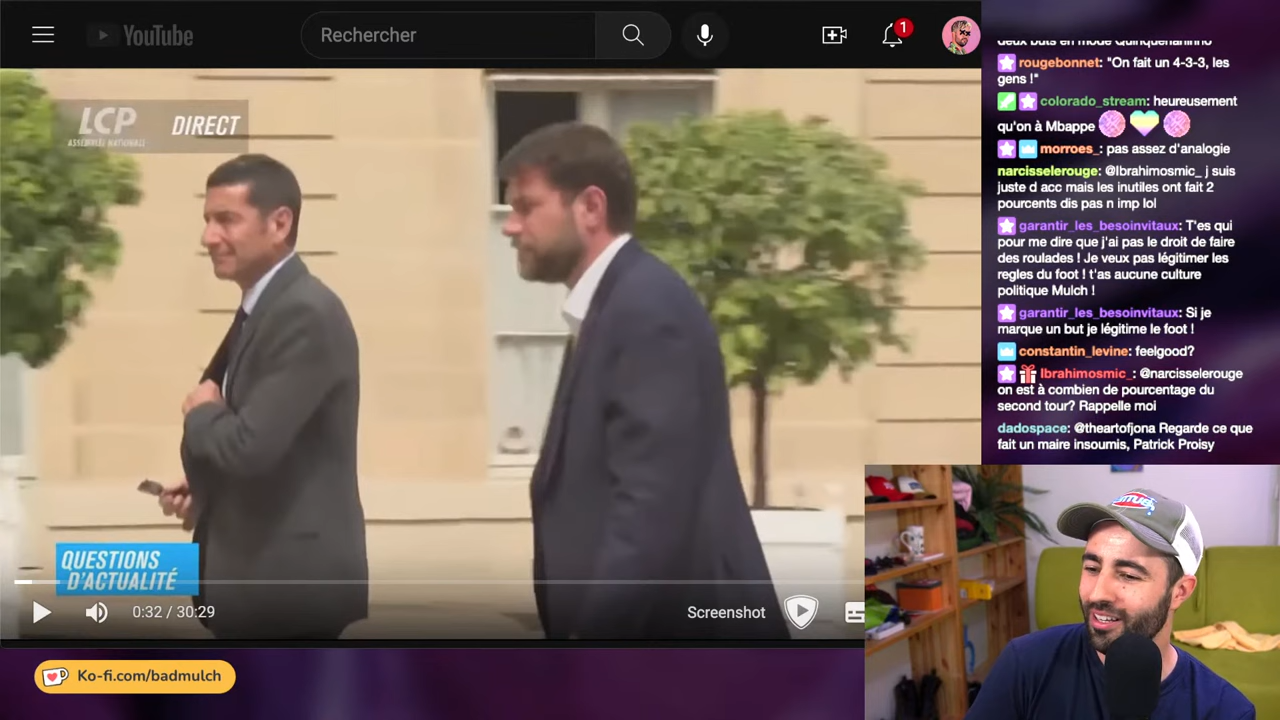 YouTube
Rechercher
1
LCP
ASSEMBLÉE NATIONALE
DIRECT
QUESTIONS
D'ACTUALITÉ
0:32 / 30:29
Screenshot
Ko-fi.com/badmulch
deux buts en mode Quinquenaninho
rougebonnet: "On fait un 4-3-3, les
gens !"
colorado_stream: heureusement
qu'on à Mbappe
morroes_: pas assez d'analogie
narcisselerouge: @Ibrahimosmic_ j suis
juste d acc mais les inutiles ont fait 2
pourcents dis pas n imp lol
garantir_les_besoinvitaux: T'es qui
pour me dire que j'ai pas le droit de faire
des roulades ! Je veux pas légitimer les
regles du foot ! t'as aucune culture
politique Mulch !
garantir_les_besoinvitaux: Si je
marque un but je légitime le foot !
constantin_levine: feelgood?
Ibrahimosmic_: @narcisselerouge
on est à combien de pourcentage du
second tour? Rappelle moi
dadospace: @theartofjona Regarde ce que
fait un maire insoumis, Patrick Proisy